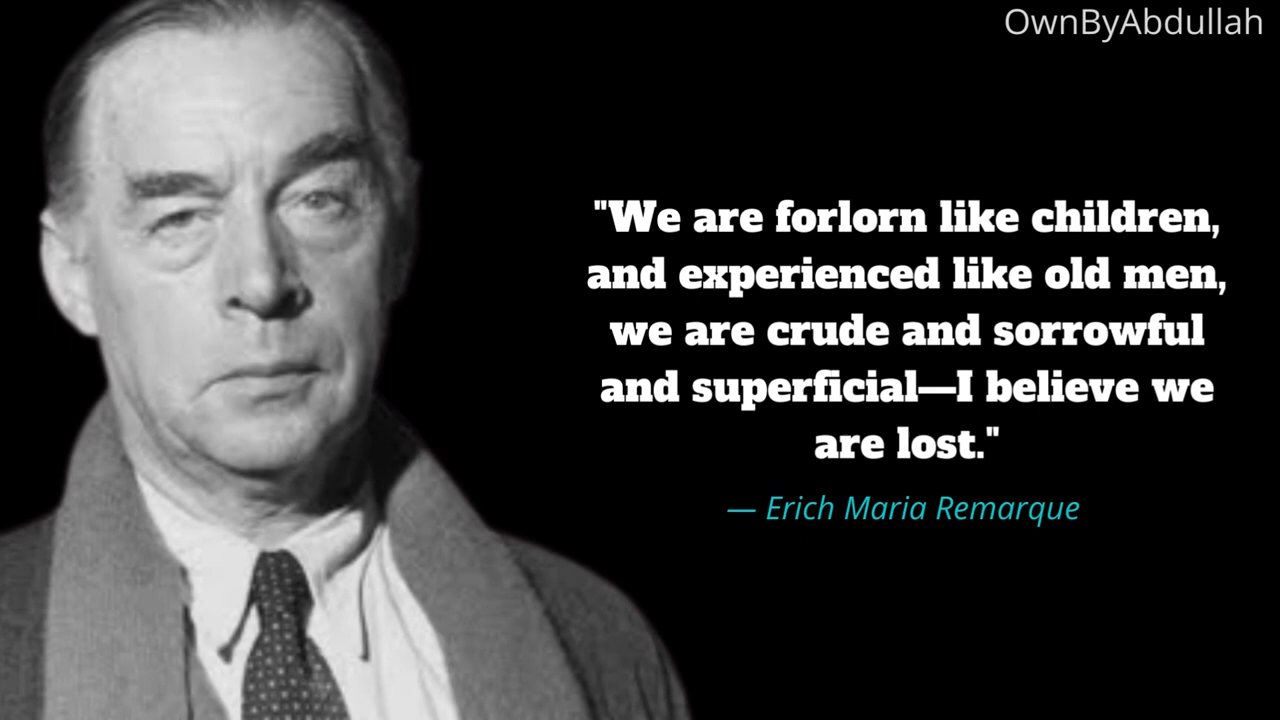 OwnByAbdullah
"We are forlorn like children,
and experienced like old men,
we are crude and sorrowful
and superficial—I believe we
are lost."
— Erich Maria Remarque